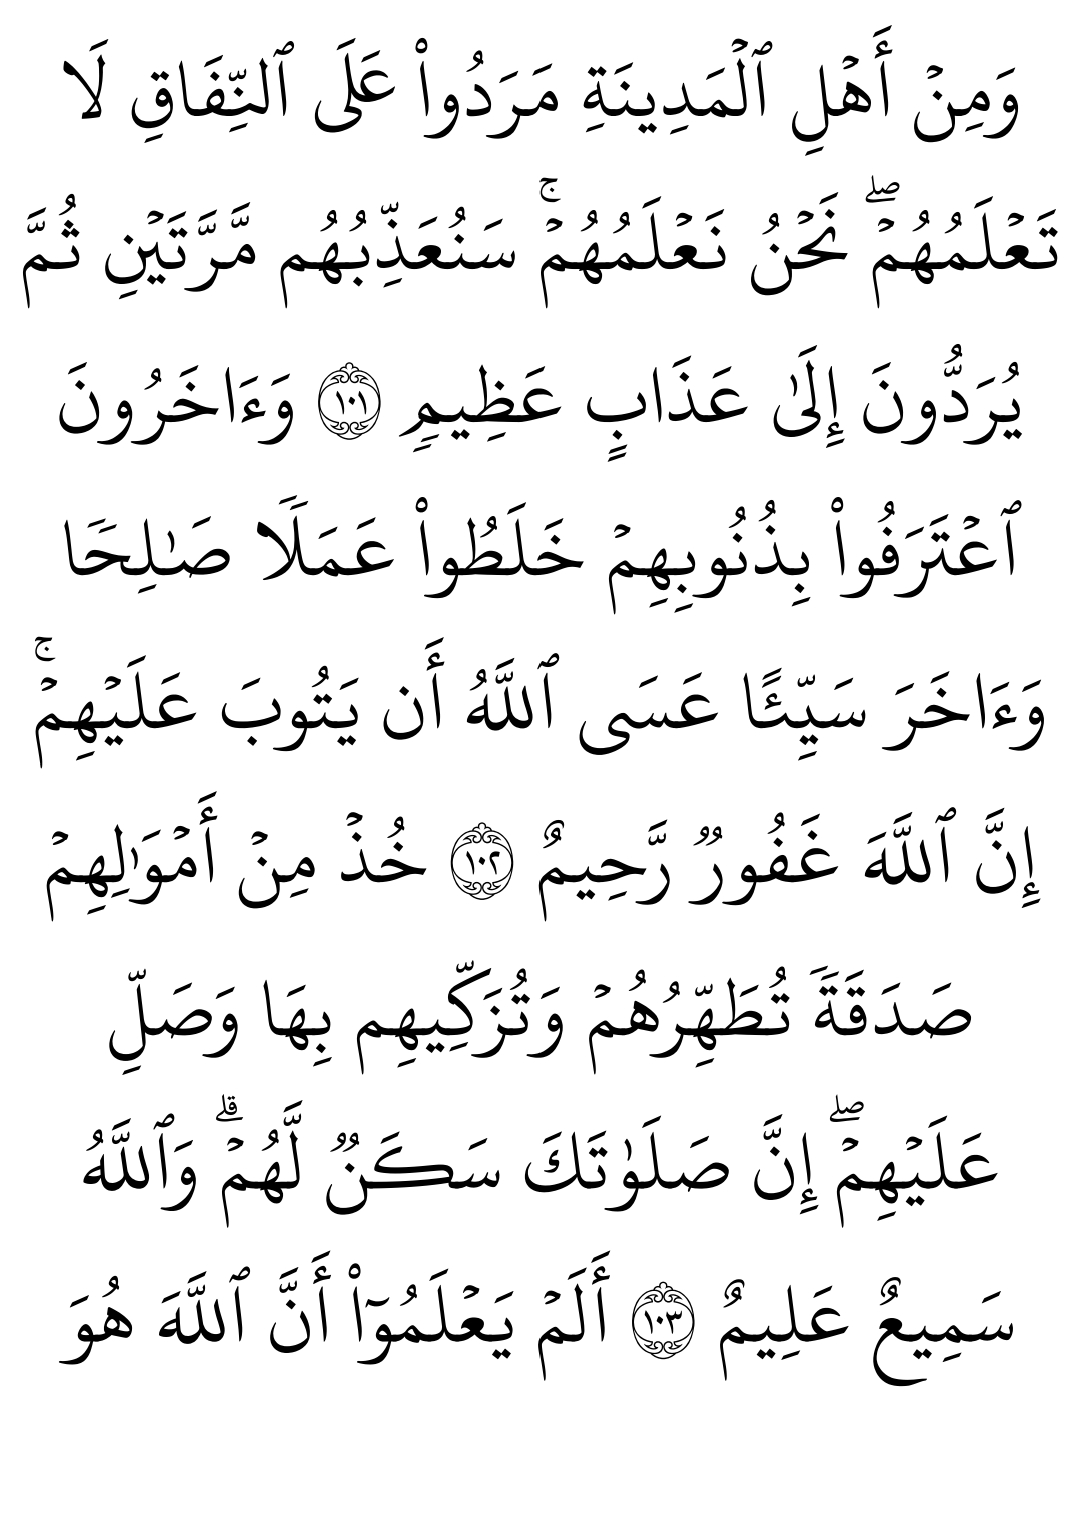 وَمِنۡ أَهۡلِ ٱلۡمَدِينَةِ مَرَدُواْ عَلَى ٱلنِّفَاقِ لَا
تَعۡلَمُهُمۡۖ نَحۡنُ نَعۡلَمُهُمۡۚ سَنُعَذِّبُهُم مَّرَّتَيۡنِ ثُمَّ
يُرَدُّونَ إِلَىٰ عَذَابٍ عَظِيمٖ ١٠١ وَءَاخَرُونَ
ٱعۡتَرَفُواْ بِذُنُوبِهِمۡ خَلَطُواْ عَمَلٗا صَٰلِحٗا
وَءَاخَرَ سَيِّئًا عَسَى ٱللَّهُ أَن يَتُوبَ عَلَيۡهِمۡۚ
إِنَّ ٱللَّهَ غَفُورٞ رَّحِيمٌ ١٠٢ خُذۡ مِنۡ أَمۡوَٰلِهِمۡ
صَدَقَةٗ تُطَهِّرُهُمۡ وَتُزَكِّيهِم بِهَا وَصَلِّ
عَلَيۡهِمۡۖ إِنَّ صَلَوٰتَكَ سَكَنٞ لَّهُمۡۗ وَٱللَّهُ
سَمِيعٌ عَلِيمٌ ١٠٣ أَلَمۡ يَعۡلَمُوٓاْ أَنَّ ٱللَّهَ هُوَ